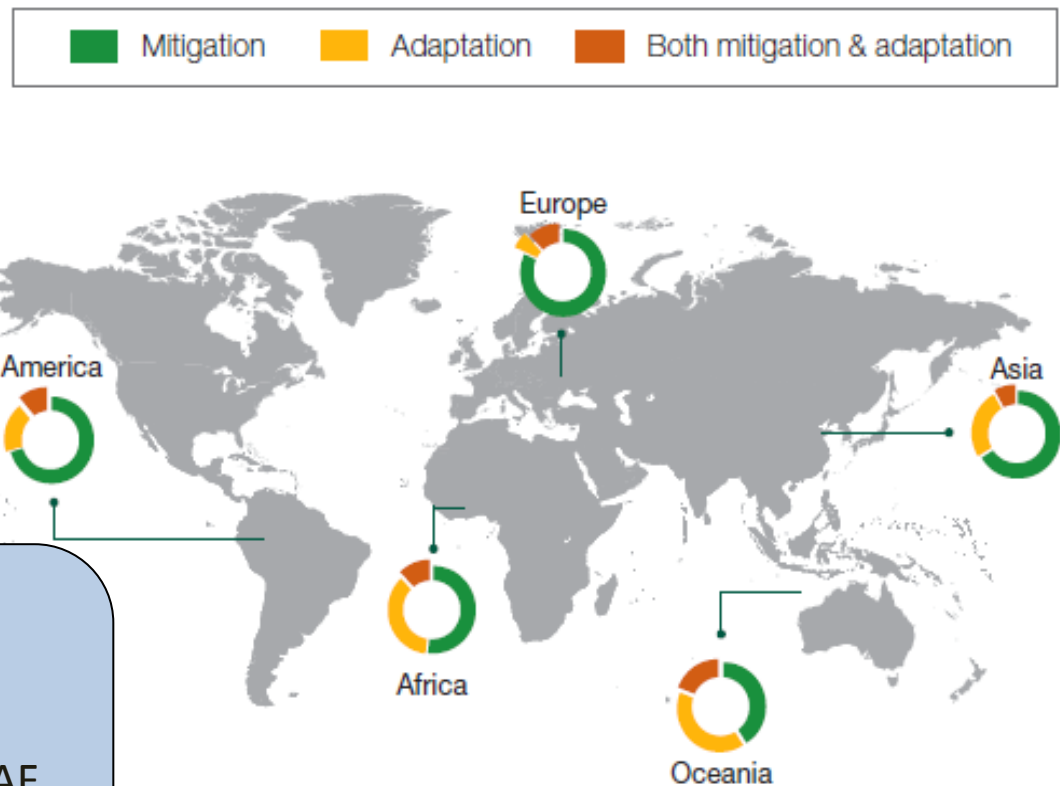 Mitigation Adaptation Both mitigation & adaptation
Europe
America
Asia
Africa
Oceania